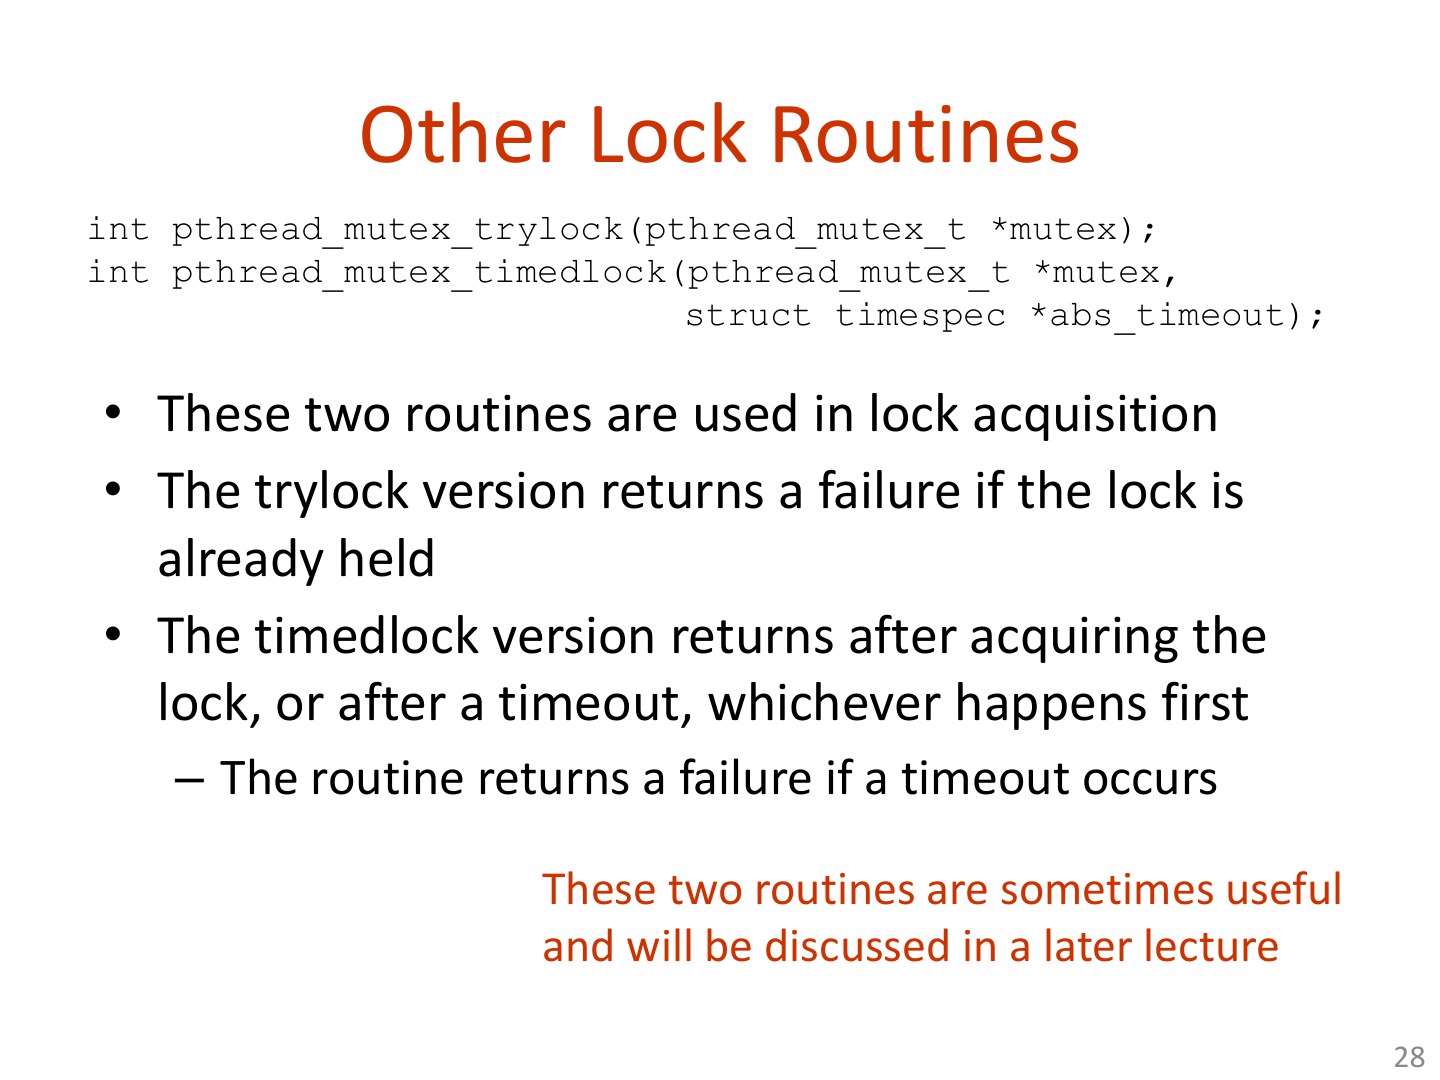 Other Lock Routines
int pthread_mutex_trylock(pthread_mutex_t *mutex);
int pthread_mutex_timedlock(pthread_mutex_t *mutex,
struct timespec *abs_timeout);
• These two routines are used in lock acquisition
• The trylock version returns a failure if the lock is
already held
• The timedlock version returns after acquiring the
lock, or after a timeout, whichever happens first
– The routine returns a failure if a timeout occurs
These two routines are sometimes useful
and will be discussed in a later lecture
28